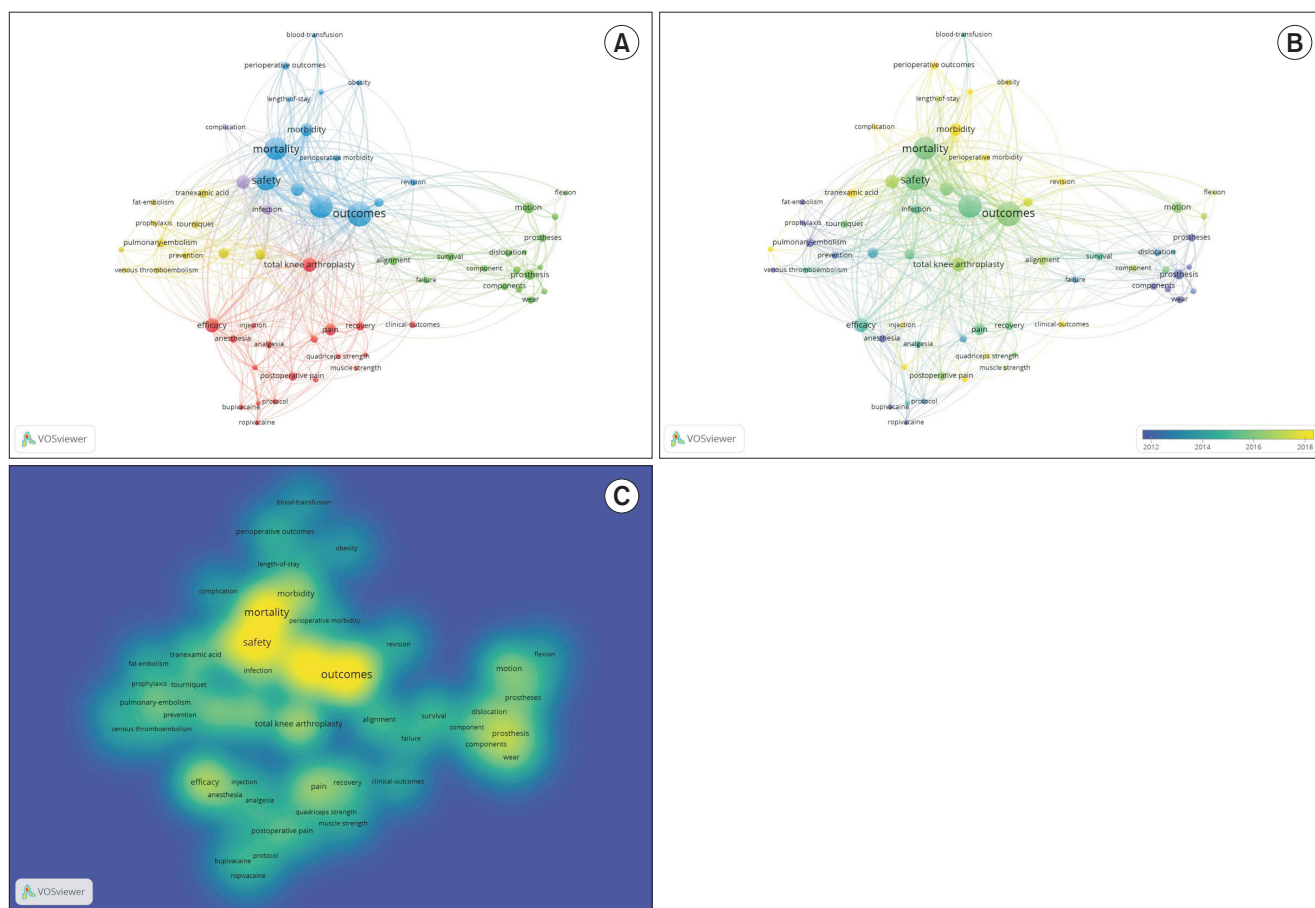 A
blood-transfusion
perioperative outcomes
obesity
length-of-stay
complication
morbidity
mortality
perioperative morbidity
safety
revision
tranexamic acid
flexion
fat-embolism
infection
outcomes
motion
prophylaxis
tourniquet
prostheses
pulmonary-embolism
prevention
dislocation
survival
total knee arthroplasty
alignment
component
venous thromboembolism
prosthesis
failure
components
wear
efficacy
injection
pain
recovery
clinical-outcomes
anesthesia
analgesia
quadriceps strength
muscle strength
postoperative pain
protocol
bupivacaine
ropivacaine
VOSviewer
B
blood-transfusion
perioperative outcomes
obesity
length-of-stay
complication
morbidity
mortality
perioperative morbidity
safety
revision
tranexamic acid
flexion
fat-embolism
infection
outcomes
motion
prophylaxis
tourniquet
prostheses
pulmonary-embolism
prevention
dislocation
survival
total knee arthroplasty
alignment
component
venous thromboembolism
prosthesis
failure
components
wear
efficacy
injection
pain
recovery
clinical-outcomes
anesthesia
analgesia
quadriceps strength
muscle strength
postoperative pain
protocol
bupivacaine
ropivacaine
VOSviewer
2012 2014 2016 2018
C
blood-transfusion
perioperative outcomes
obesity
length-of-stay
complication
morbidity
mortality
perioperative morbidity
safety
revision
tranexamic acid
flexion
fat-embolism
infection
outcomes
motion
prophylaxis
tourniquet
prostheses
pulmonary-embolism
prevention
dislocation
survival
total knee arthroplasty
alignment
component
venous thromboembolism
prosthesis
failure
components
wear
efficacy
injection
pain
recovery
clinical-outcomes
anesthesia
analgesia
quadriceps strength
muscle strength
postoperative pain
protocol
bupivacaine
ropivacaine
VOSviewer